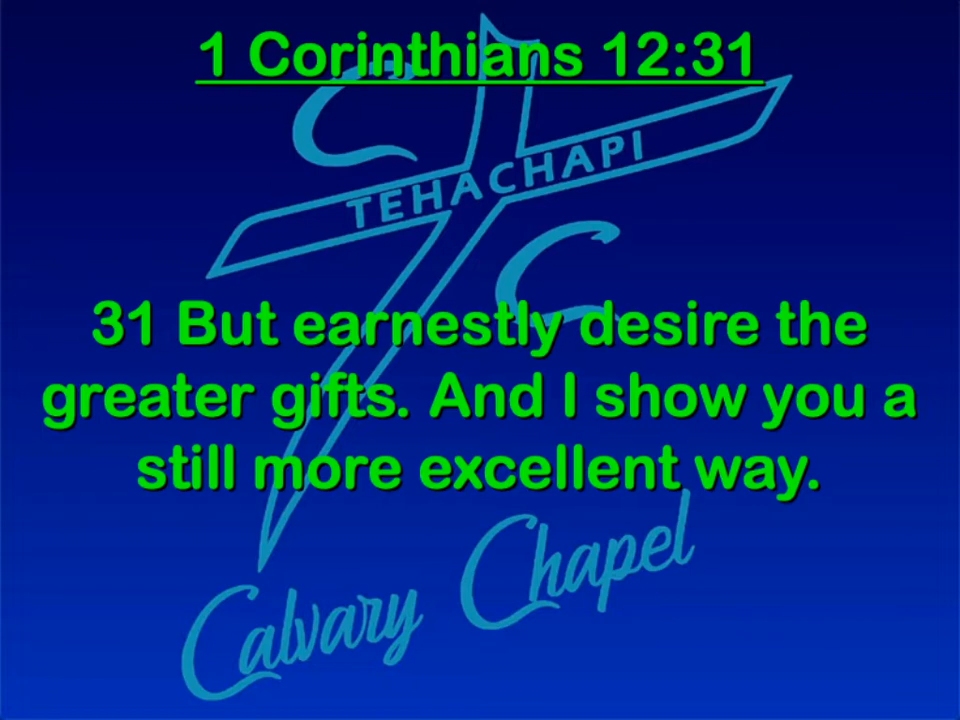 1 Corinthians 12:31
TEHACHAPI
31 But earnestly desire the
greater gifts. And I show you a
still more excellent way.
Calvary Chapel